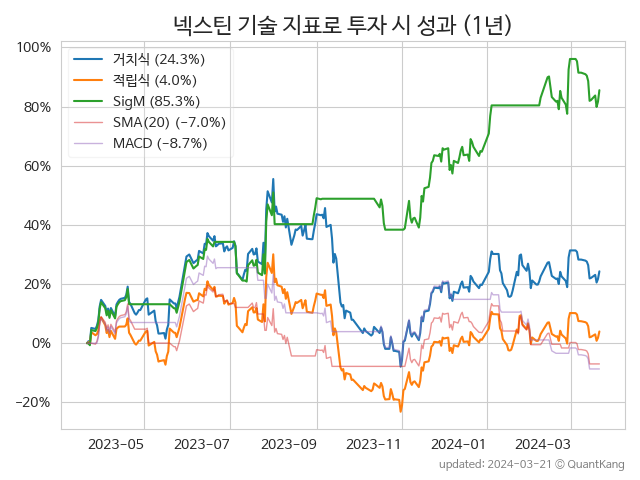 넥스틴 기술 지표로 투자 시 성과 (1년)
거치식 (24.3%)
적립식 (4.0%)
SigM (85.3%)
SMA(20) (−7.0%)
MACD (−8.7%)
100%
80%
60%
40%
20%
0%
−20%
2023-05 2023-07 2023-09 2023-11 2024-01 2024-03
updated: 2024-03-21 © QuantKang